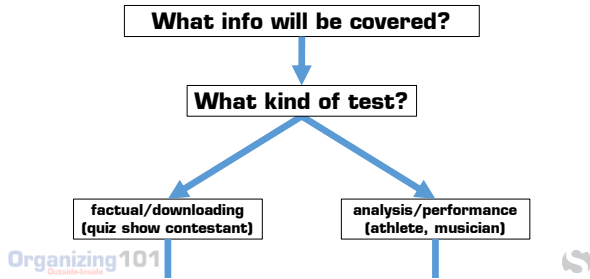 What info will be covered?
What kind of test?
factual/downloading
(quiz show contestant)
analysis/performance
(athlete, musician)
Organizing101
Outside-Inside
S